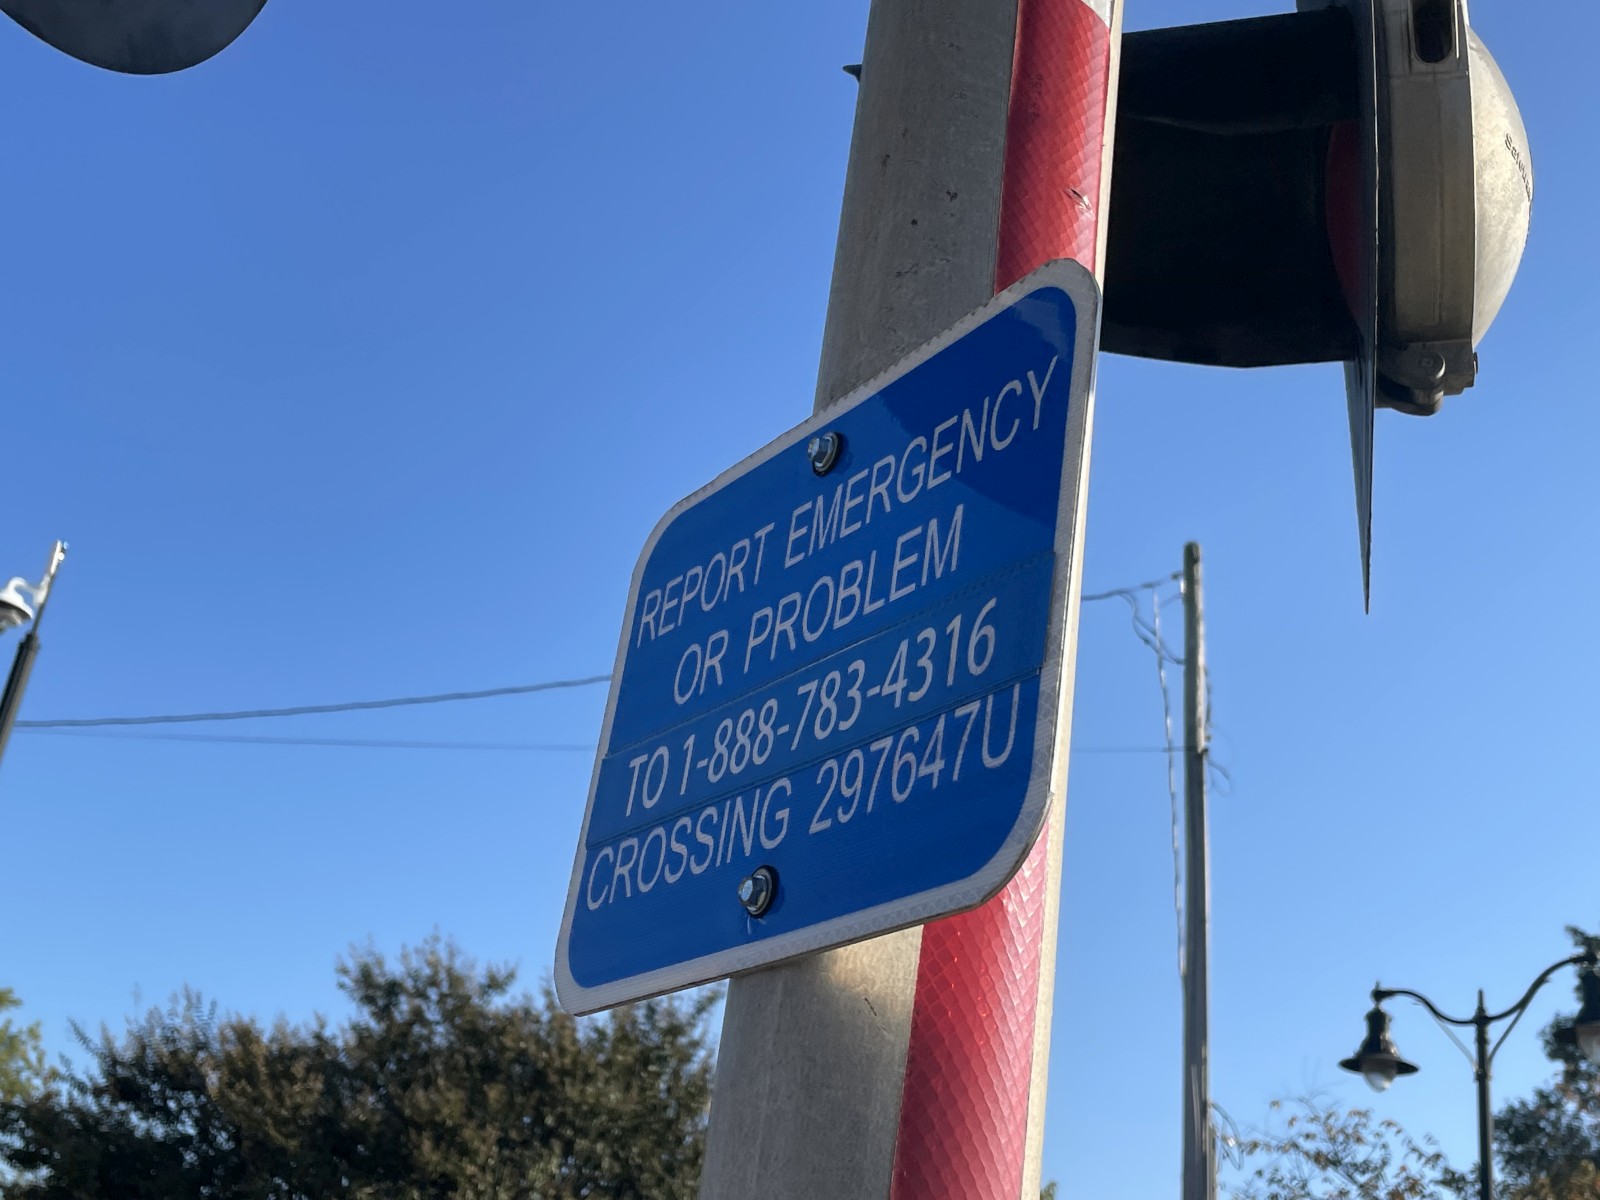 REPORT EMERGENCY
OR PROBLEM
TO 1-888-783-4316
CROSSING 297647U